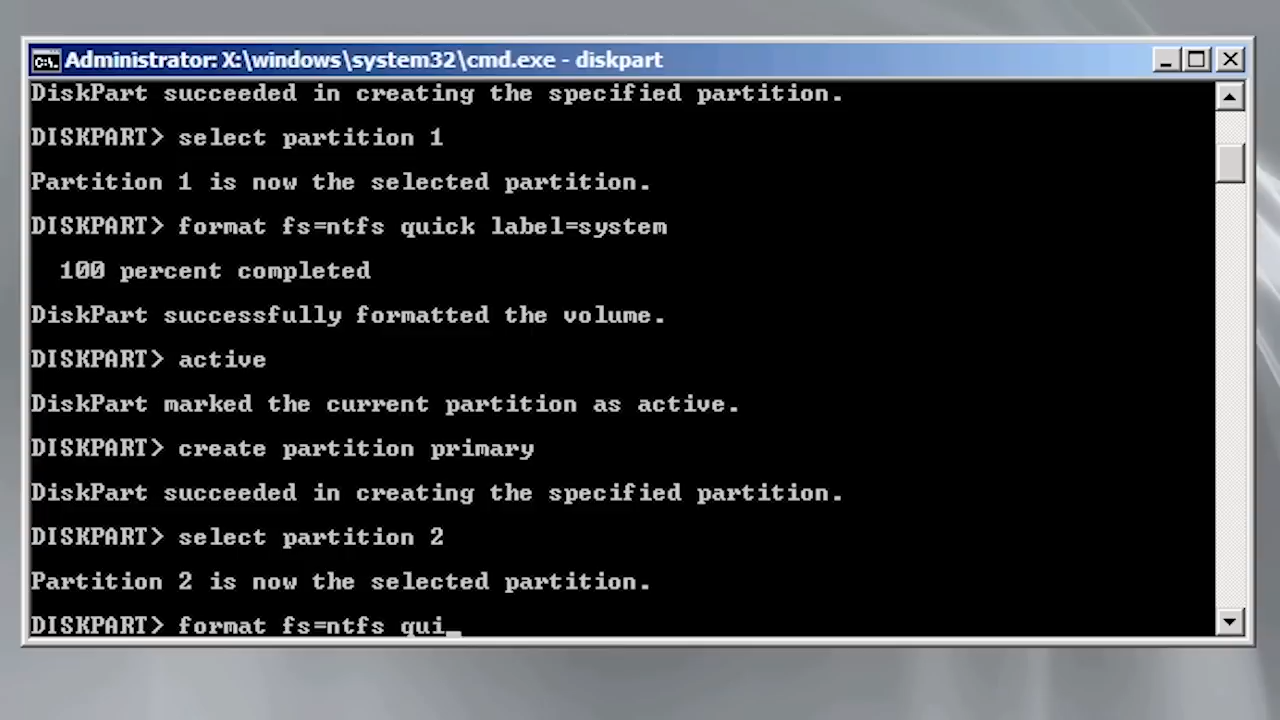 Administrator: X:\windows\system32\cmd.exe - diskpart
DiskPart succeeded in creating the specified partition.
DISKPART> select partition 1
Partition 1 is now the selected partition.
DISKPART> format fs=ntfs quick label=system
100 percent completed
DiskPart successfully formatted the volume.
DISKPART> active
DiskPart marked the current partition as active.
DISKPART> create partition primary
DiskPart succeeded in creating the specified partition.
DISKPART> select partition 2
Partition 2 is now the selected partition.
DISKPART> format fs=ntfs qui_